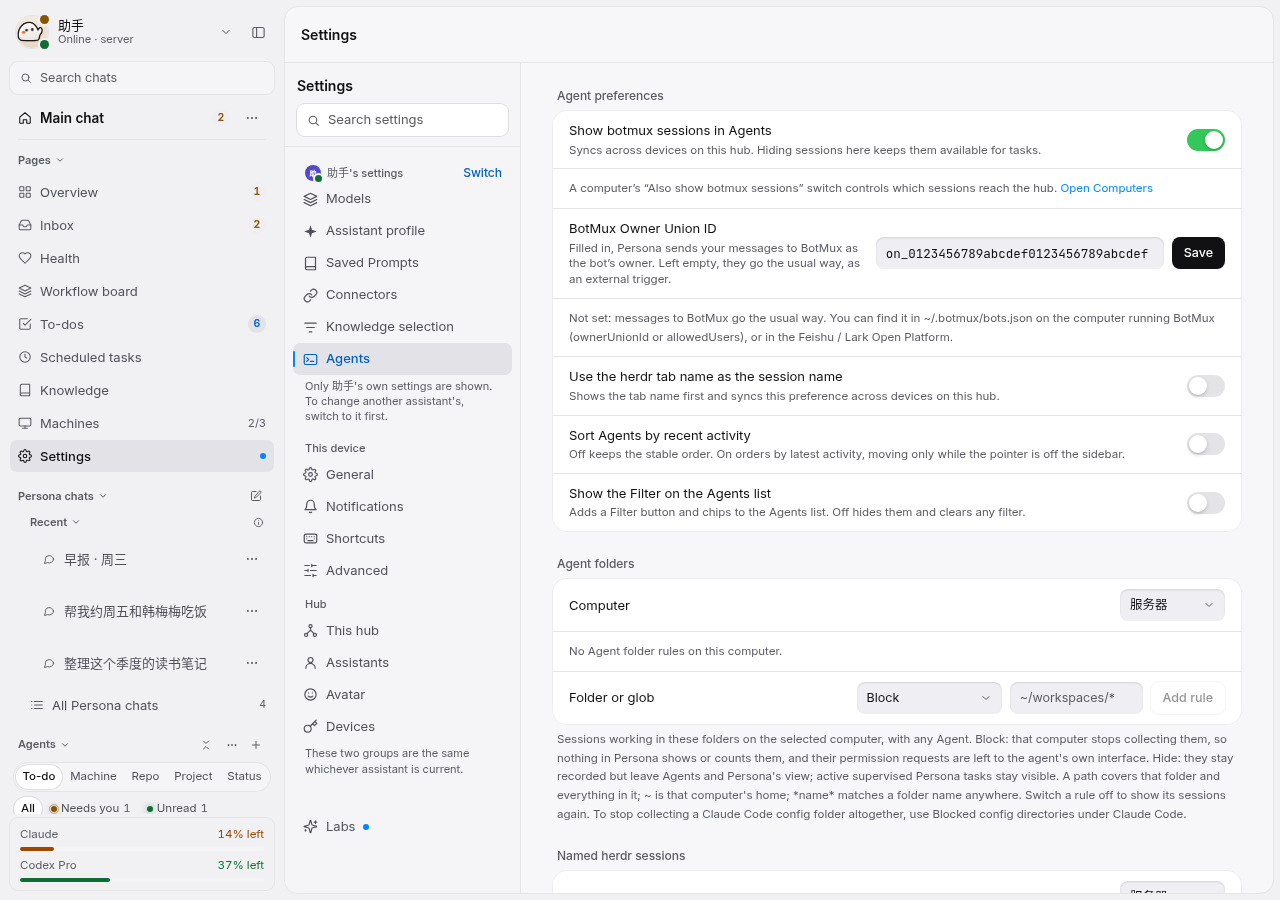 助手
Online · server
Search chats
Main chat
2
Pages
Overview
1
Inbox
2
Health
Workflow board
To-dos
6
Scheduled tasks
Knowledge
Machines
2/3
Settings
Persona chats
Recent
早报 · 周三
帮我约周五和韩梅梅吃饭
整理这个季度的读书笔记
All Persona chats
4
Agents
To-do
Machine
Repo
Project
Status
All
Needs you 1
Unread 1
Claude
14% left
Codex Pro
37% left
Settings
Settings
Search settings
助手's settings
Switch
Models
Assistant profile
Saved Prompts
Connectors
Knowledge selection
Agents
Only 助手's own settings are shown.
To change another assistant's,
switch to it first.
This device
General
Notifications
Shortcuts
Advanced
Hub
This hub
Assistants
Avatar
Devices
These two groups are the same
whichever assistant is current.
Labs
Agent preferences
Show botmux sessions in Agents
Syncs across devices on this hub. Hiding sessions here keeps them available for tasks.
A computer's “Also show botmux sessions” switch controls which sessions reach the hub. Open Computers
BotMux Owner Union ID
Filled in, Persona sends your messages to BotMux as
the bot's owner. Left empty, they go the usual way, as
an external trigger.
on_0123456789abcdef0123456789abcdef
Save
Not set: messages to BotMux go the usual way. You can find it in ~/.botmux/bots.json on the computer running BotMux
(ownerUnionId or allowedUsers), or in the Feishu / Lark Open Platform.
Use the herdr tab name as the session name
Shows the tab name first and syncs this preference across devices on this hub.
Sort Agents by recent activity
Off keeps the stable order. On orders by latest activity, moving only while the pointer is off the sidebar.
Show the Filter on the Agents list
Adds a Filter button and chips to the Agents list. Off hides them and clears any filter.
Agent folders
Computer
服务器
No Agent folder rules on this computer.
Folder or glob
Block
~/workspaces/*
Add rule
Sessions working in these folders on the selected computer, with any Agent. Block: that computer stops collecting them, so
nothing in Persona shows or counts them, and their permission requests are left to the agent's own interface. Hide: they stay
recorded but leave Agents and Persona's view; active supervised Persona tasks stay visible. A path covers that folder and
everything in it; ~ is that computer's home; *name* matches a folder name anywhere. Switch a rule off to show its sessions
again. To stop collecting a Claude Code config folder altogether, use Blocked config directories under Claude Code.
Named herdr sessions